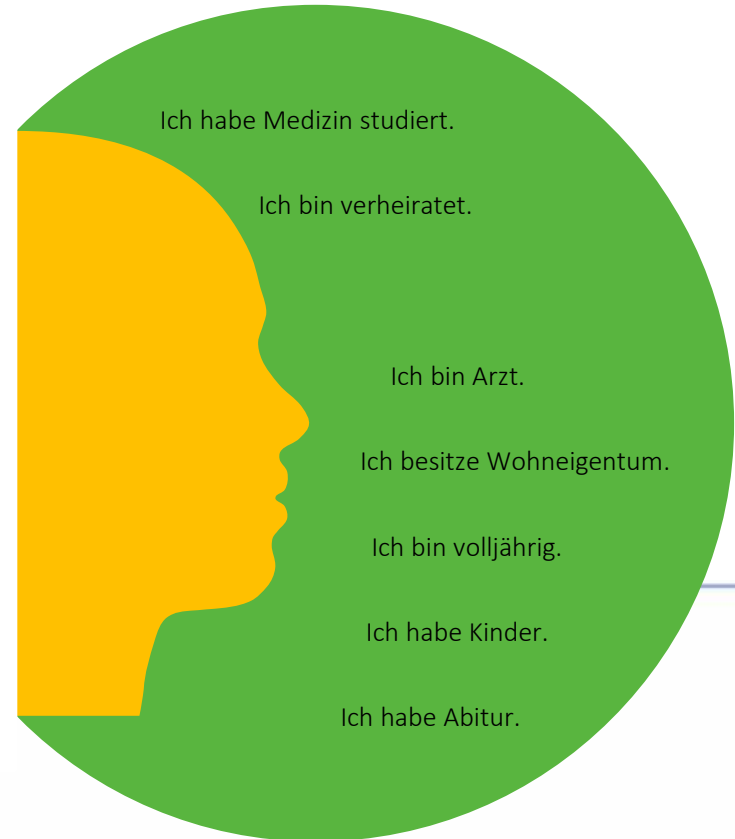 Ich habe Medizin studiert.
Ich bin verheiratet.
Ich bin Arzt.
Ich besitze Wohneigentum.
Ich bin volljährig.
Ich habe Kinder.
Ich habe Abitur.